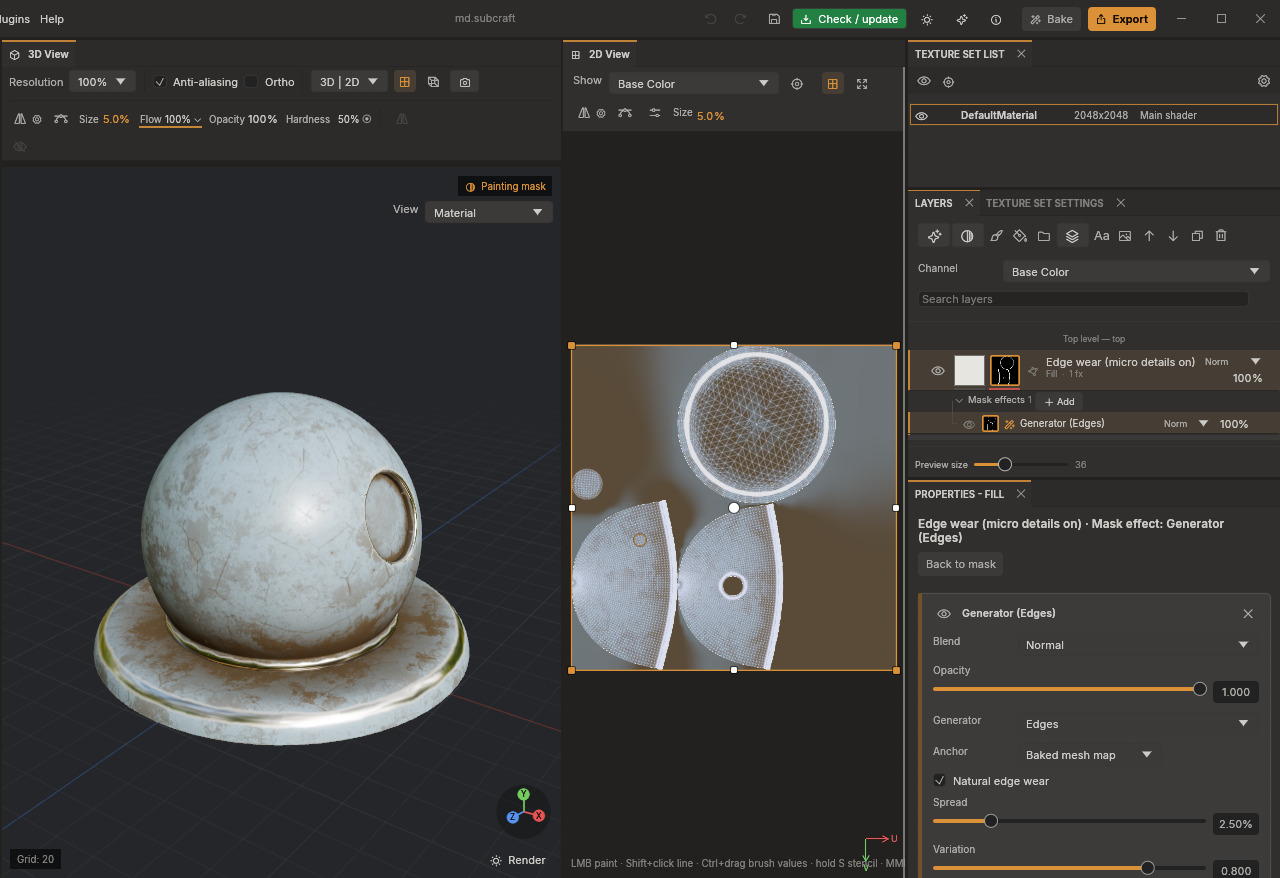 lugins Help
md.subcraft
Check / update
Bake
Export
3D View
Resolution 100% Anti-aliasing Ortho 3D | 2D
Size 5.0% Flow 100% Opacity 100% Hardness 50%
Painting mask
View Material
Grid: 20
Render
Y
Z
X
2D View
Show Base Color
Size 5.0%
U
V
LMB paint · Shift+click line · Ctrl+drag brush values · hold S stencil · MM
TEXTURE SET LIST
DefaultMaterial 2048x2048 Main shader
LAYERS TEXTURE SET SETTINGS
Aa
Channel Base Color
Search layers
Top level — top
Edge wear (micro details on) Norm
Fill · 1 fx 100%
Mask effects 1 + Add
Generator (Edges) Norm 100%
Preview size 36
PROPERTIES - FILL
Edge wear (micro details on) · Mask effect: Generator
(Edges)
Back to mask
Generator (Edges)
Blend Normal
Opacity
1.000
Generator Edges
Anchor Baked mesh map
Natural edge wear
Spread
2.50%
Variation
0.800